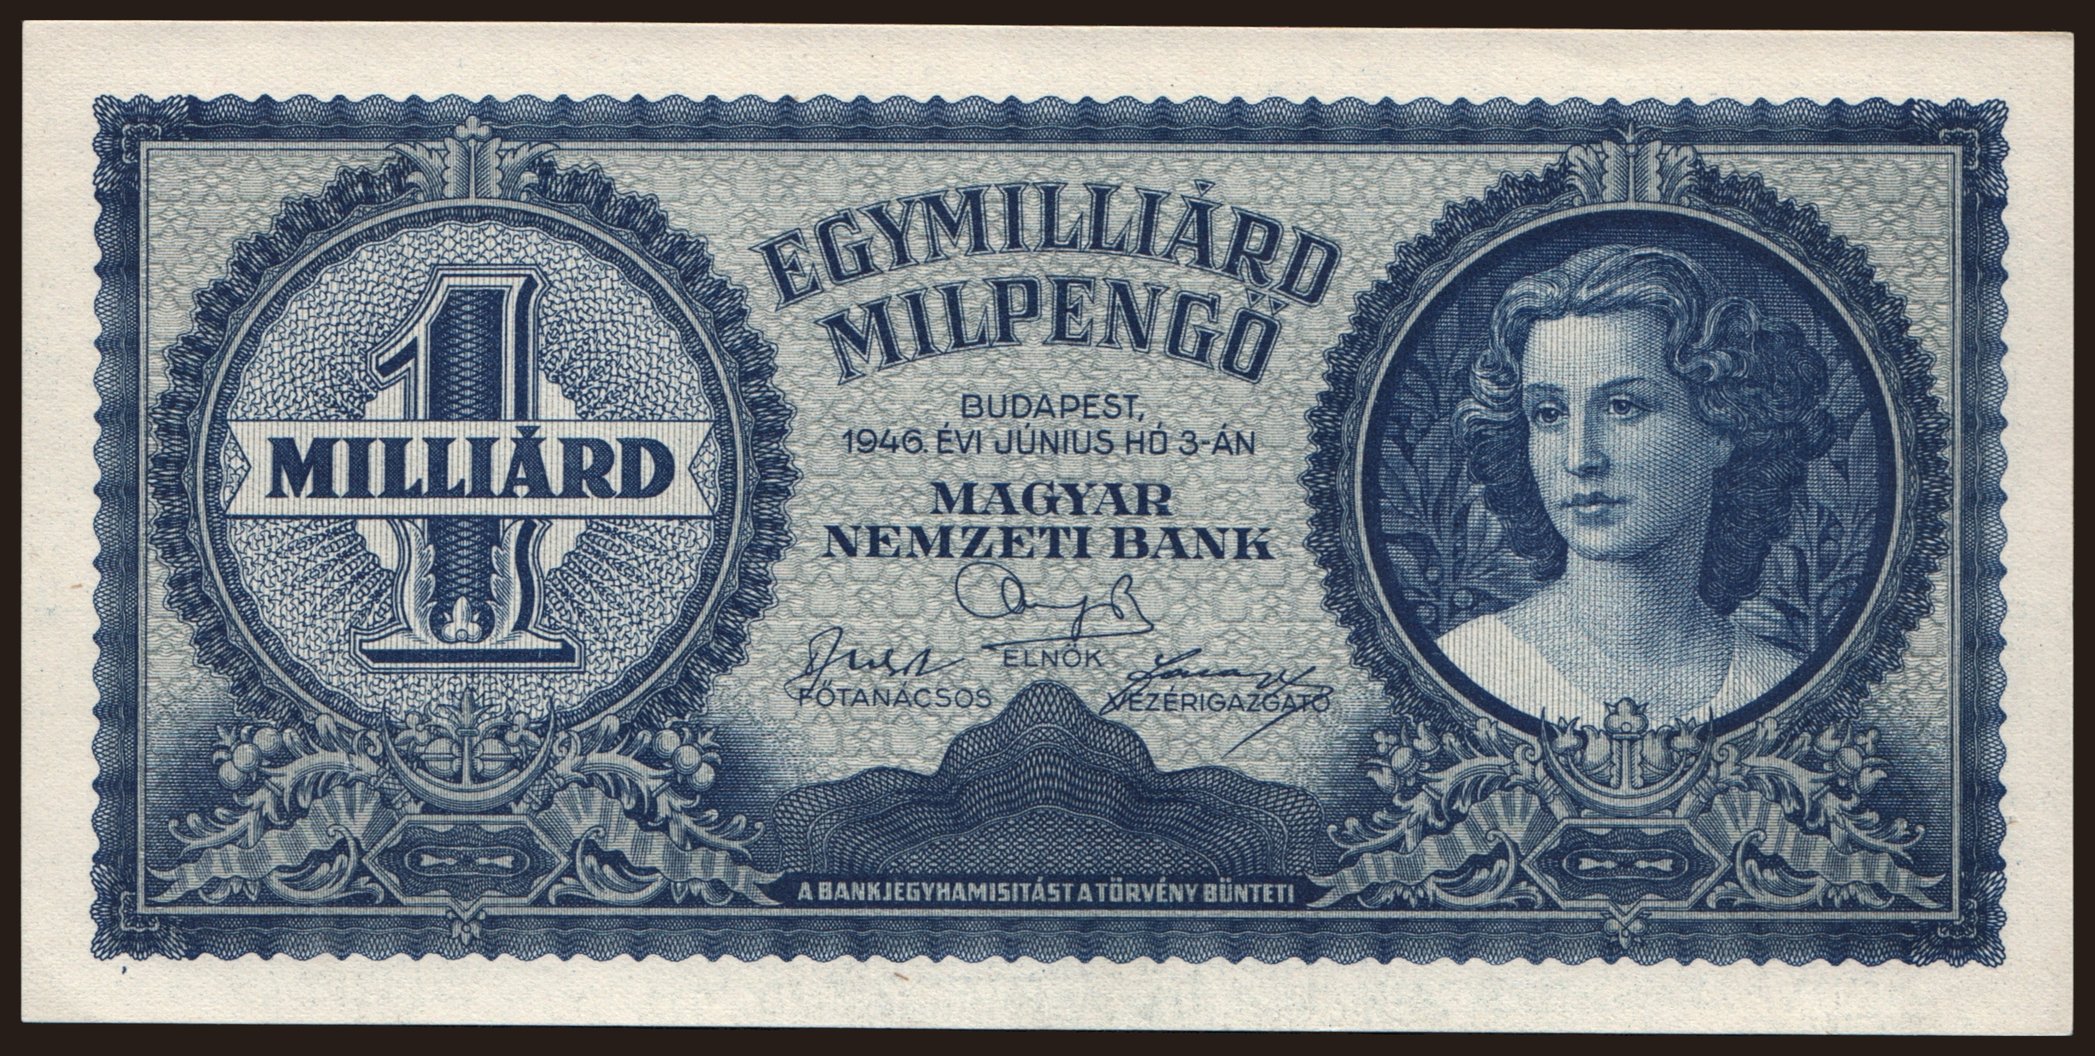 EGYMILLIÁRD
MILPENGŐ
1
MILLIÁRD
BUDAPEST,
1946. ÉVI JÚNIUS HÓ 3-ÁN
MAGYAR
NEMZETI BANK
ELNÖK
FŐTANÁCSOS
VEZÉRIGAZGATÓ
A BANKJEGYHAMISITÁST A TÖRVÉNY BÜNTETI